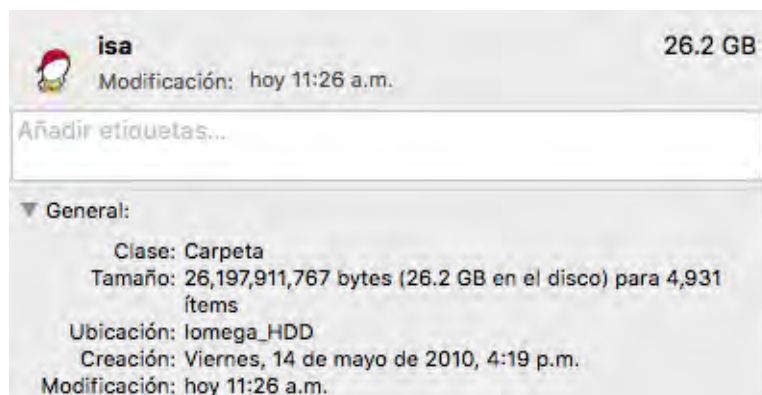 isa 26.2 GB
Modificación: hoy 11:26 a.m.
Añadir etiquetas...
▼ General:
Clase: Carpeta
Tamaño: 26,197,911,767 bytes (26.2 GB en el disco) para 4,931
ítems
Ubicación: Iomega_HDD
Creación: Viernes, 14 de mayo de 2010, 4:19 p.m.
Modificación: hoy 11:26 a.m.